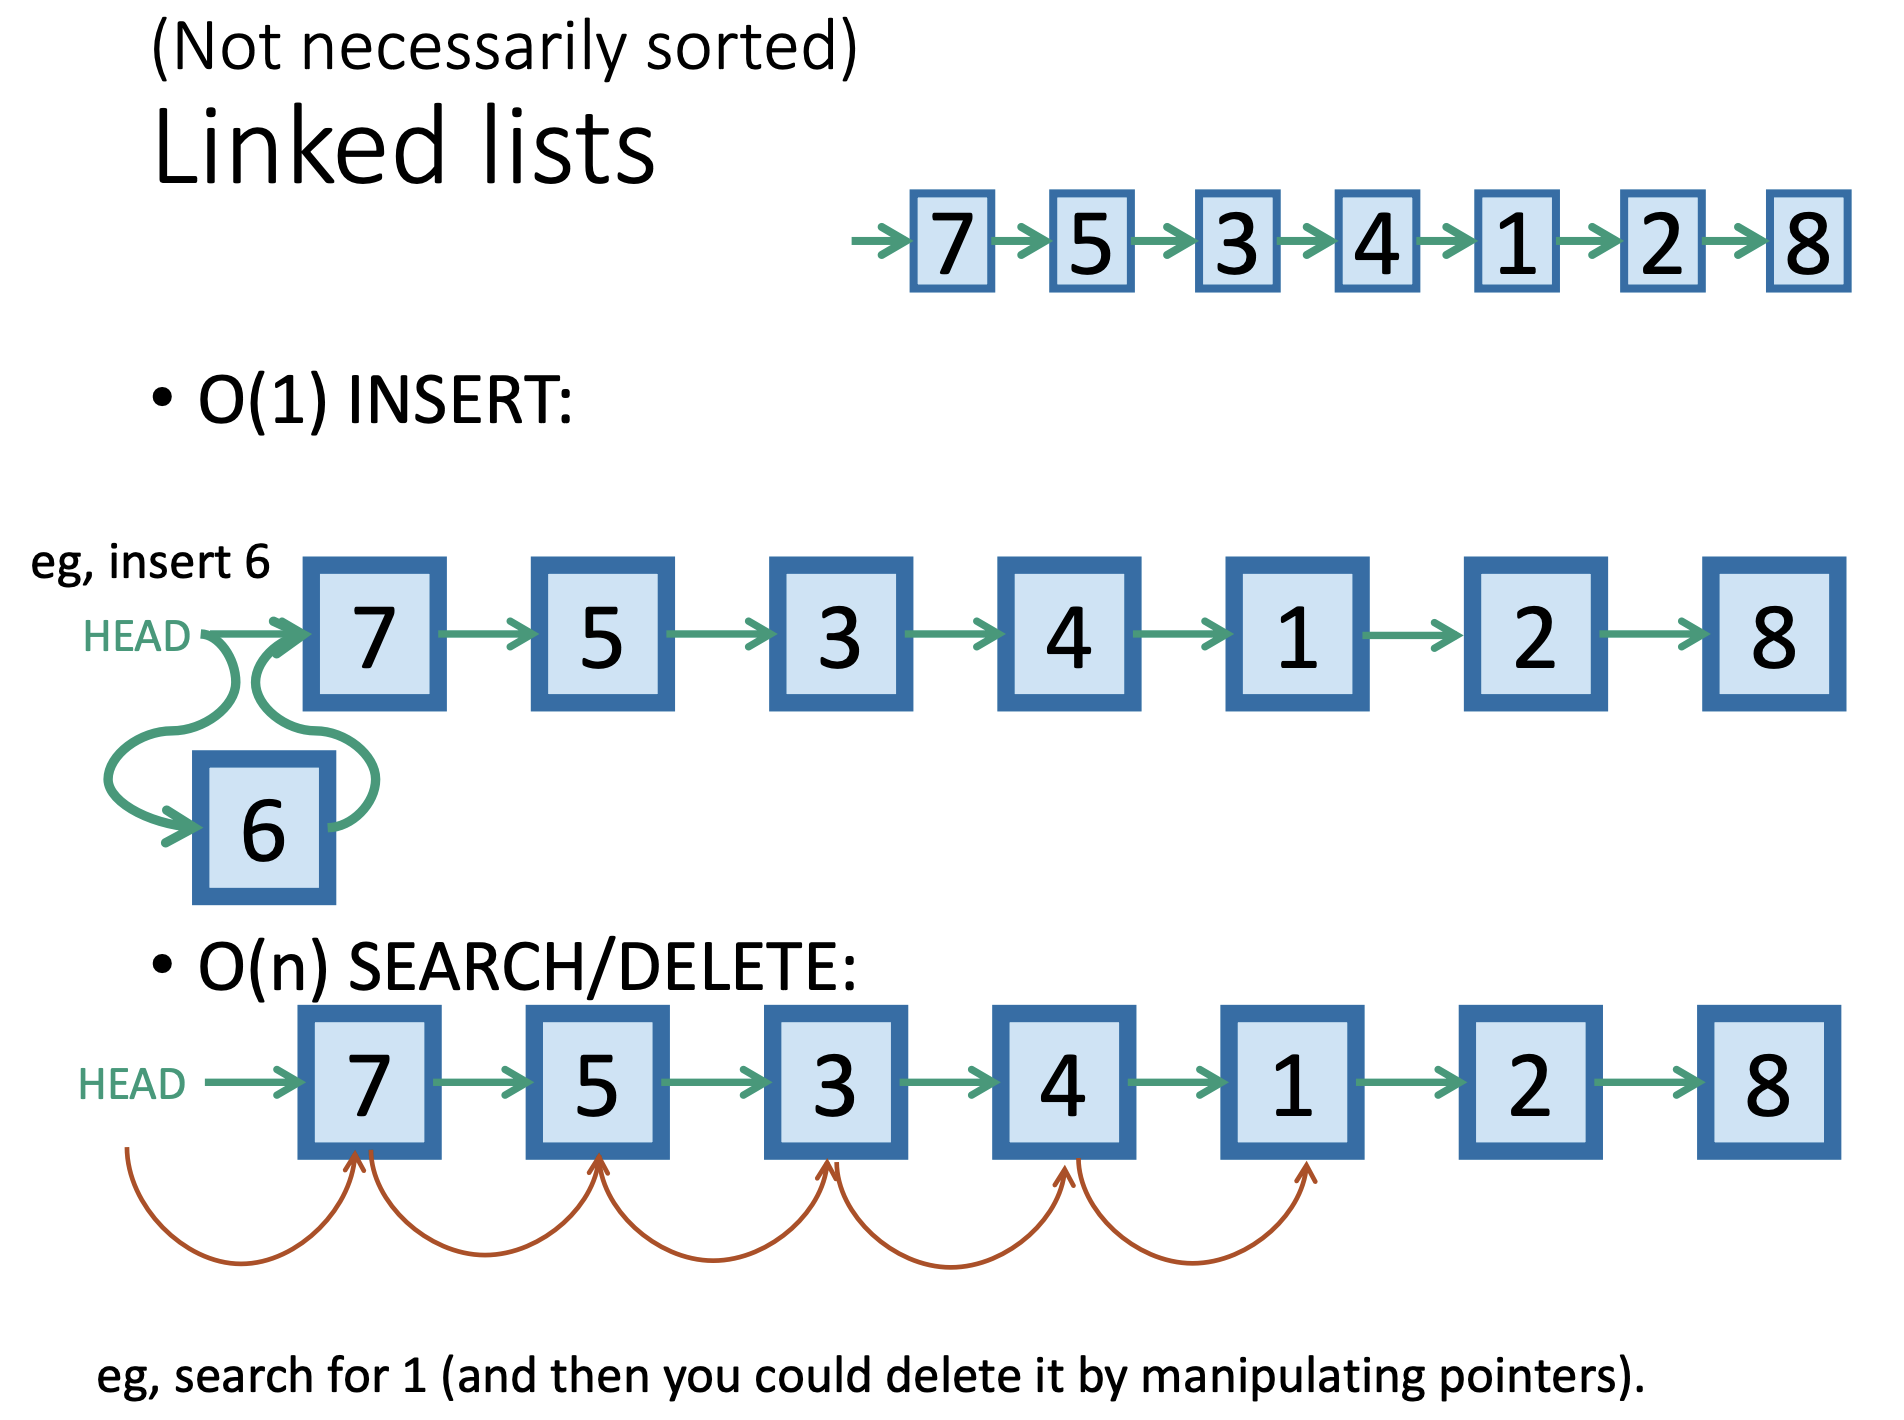 (Not necessarily sorted)
Linked lists
7 5 3 4 1 2 8
• O(1) INSERT:
eg, insert 6
HEAD 7 5 3 4 1 2 8
6
• O(n) SEARCH/DELETE:
HEAD 7 5 3 4 1 2 8
eg, search for 1 (and then you could delete it by manipulating pointers).